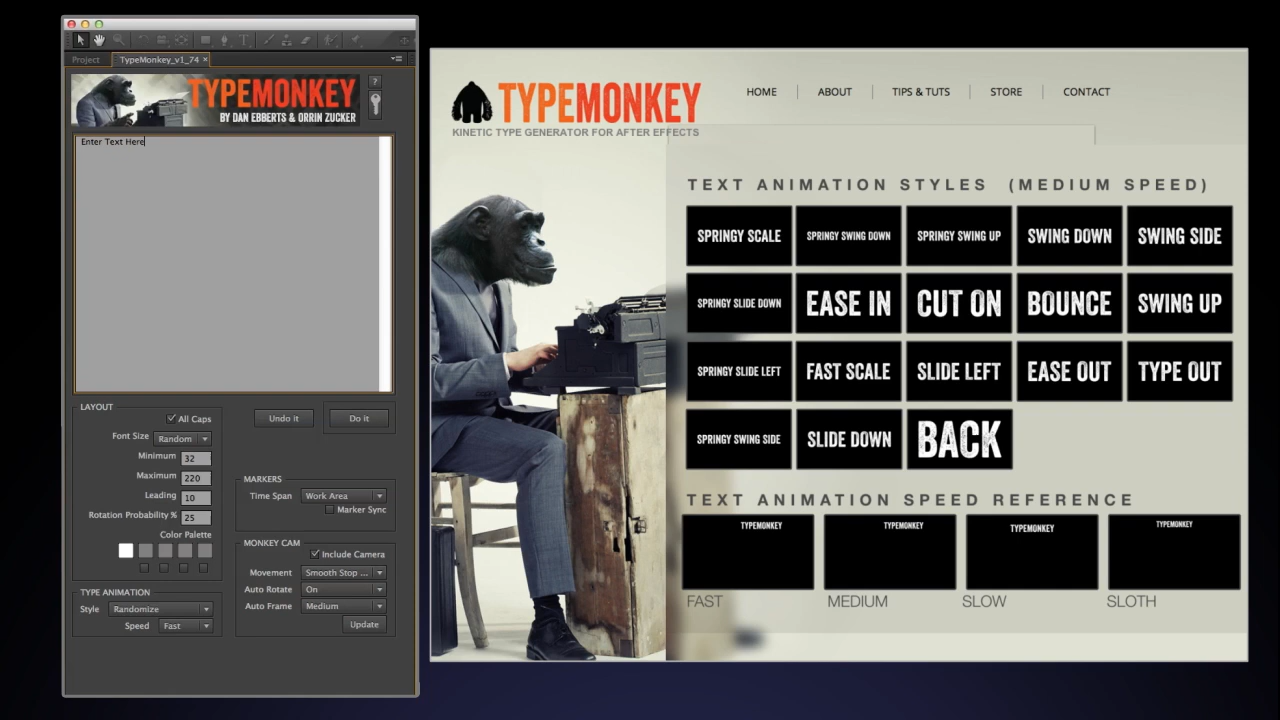 Project
TypeMonkey_v1_74 ×
TYPEMONKEY
BY DAN EBBERTS & ORRIN ZUCKER
?
Enter Text Here
LAYOUT
All Caps
Font Size Random
Minimum 32
Maximum 220
Leading 10
Rotation Probability % 25
Color Palette
TYPE ANIMATION
Style Randomize
Speed Fast
Undo it
Do it
MARKERS
Time Span Work Area
Marker Sync
MONKEY CAM
Include Camera
Movement Smooth Stop ...
Auto Rotate On
Auto Frame Medium
Update
TYPEMONKEY
KINETIC TYPE GENERATOR FOR AFTER EFFECTS
HOME
ABOUT
TIPS & TUTS
STORE
CONTACT
TEXT ANIMATION STYLES (MEDIUM SPEED)
SPRINGY SCALE
SPRINGY SWING DOWN
SPRINGY SWING UP
SWING DOWN
SWING SIDE
SPRINGY SLIDE DOWN
EASE IN
CUT ON
BOUNCE
SWING UP
SPRINGY SLIDE LEFT
FAST SCALE
SLIDE LEFT
EASE OUT
TYPE OUT
SPRINGY SWING SIDE
SLIDE DOWN
BACK
TEXT ANIMATION SPEED REFERENCE
TYPEMONKEY
TYPEMONKEY
TYPEMONKEY
TYPEMONKEY
FAST
MEDIUM
SLOW
SLOTH